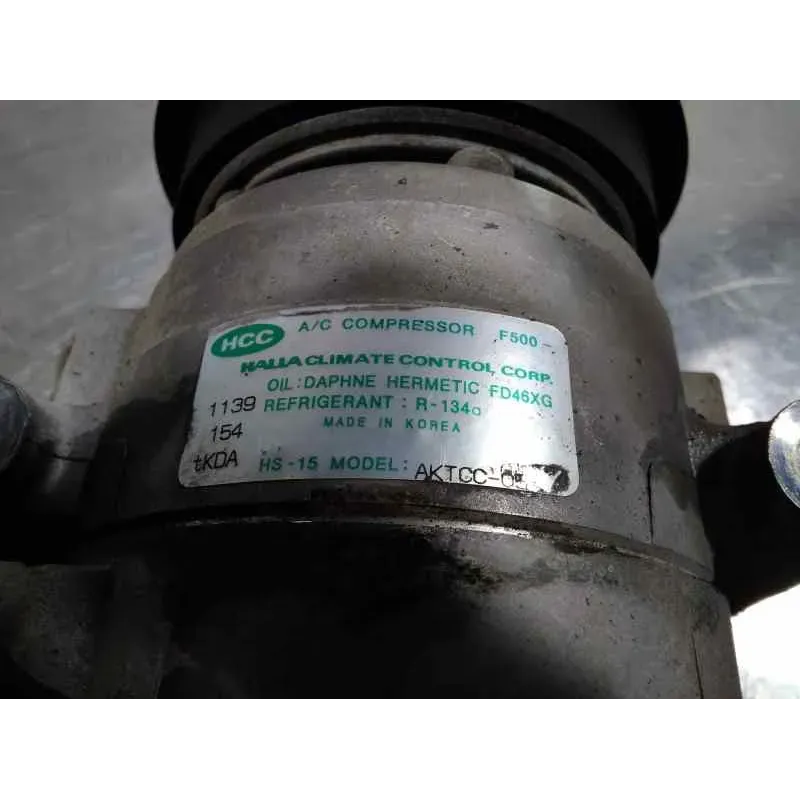 HCC A/C COMPRESSOR F500-
HALLA CLIMATE CONTROL CORP.
OIL : DAPHNE HERMETIC FD46XG
1139 REFRIGERANT : R-134a
154 MADE IN KOREA
tKDA HS-15 MODEL: